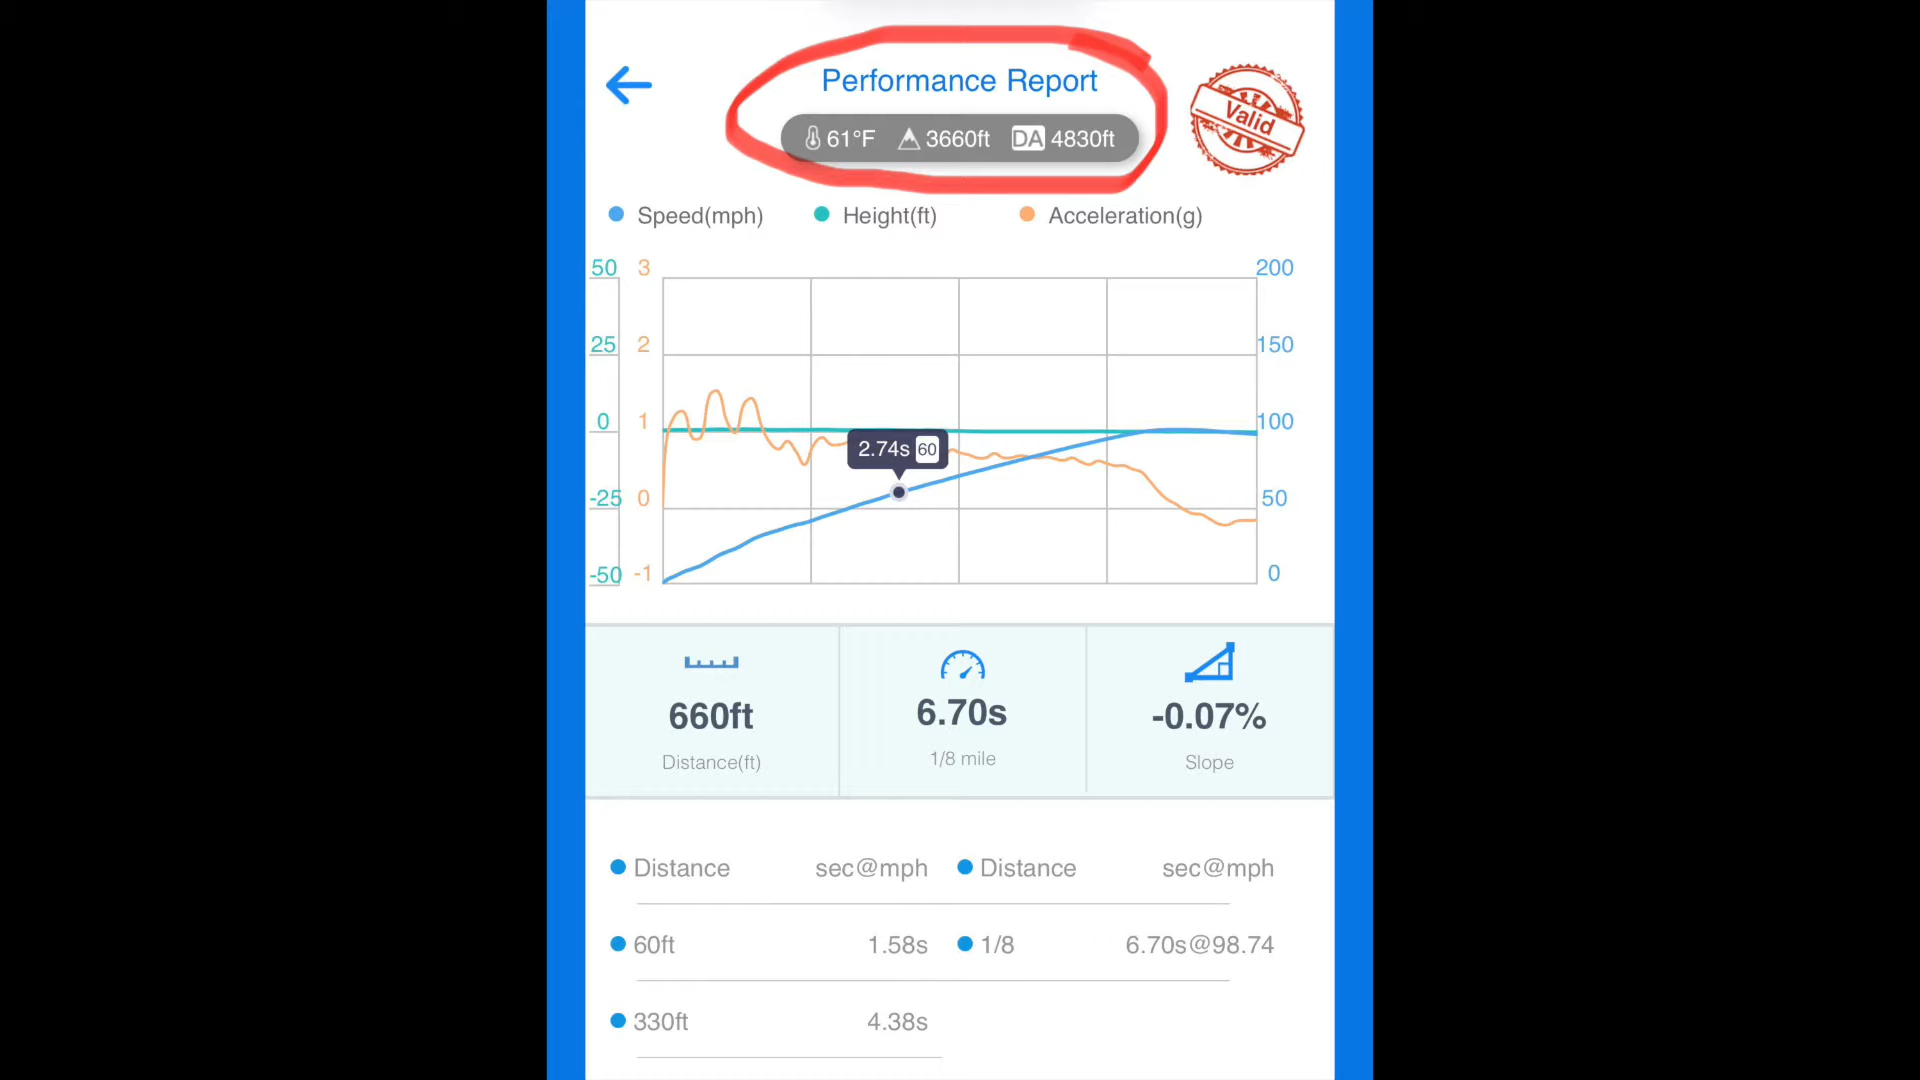 Performance Report
Valid
61°F 3660ft DA 4830ft
Speed(mph) Height(ft) Acceleration(g)
50 3 200
25 2 150
0 1 100
2.74s 60
-25 0 50
-50 -1 0
660ft 6.70s -0.07%
Distance(ft) 1/8 mile Slope
Distance sec@mph Distance sec@mph
60ft 1.58s 1/8 6.70s@98.74
330ft 4.38s